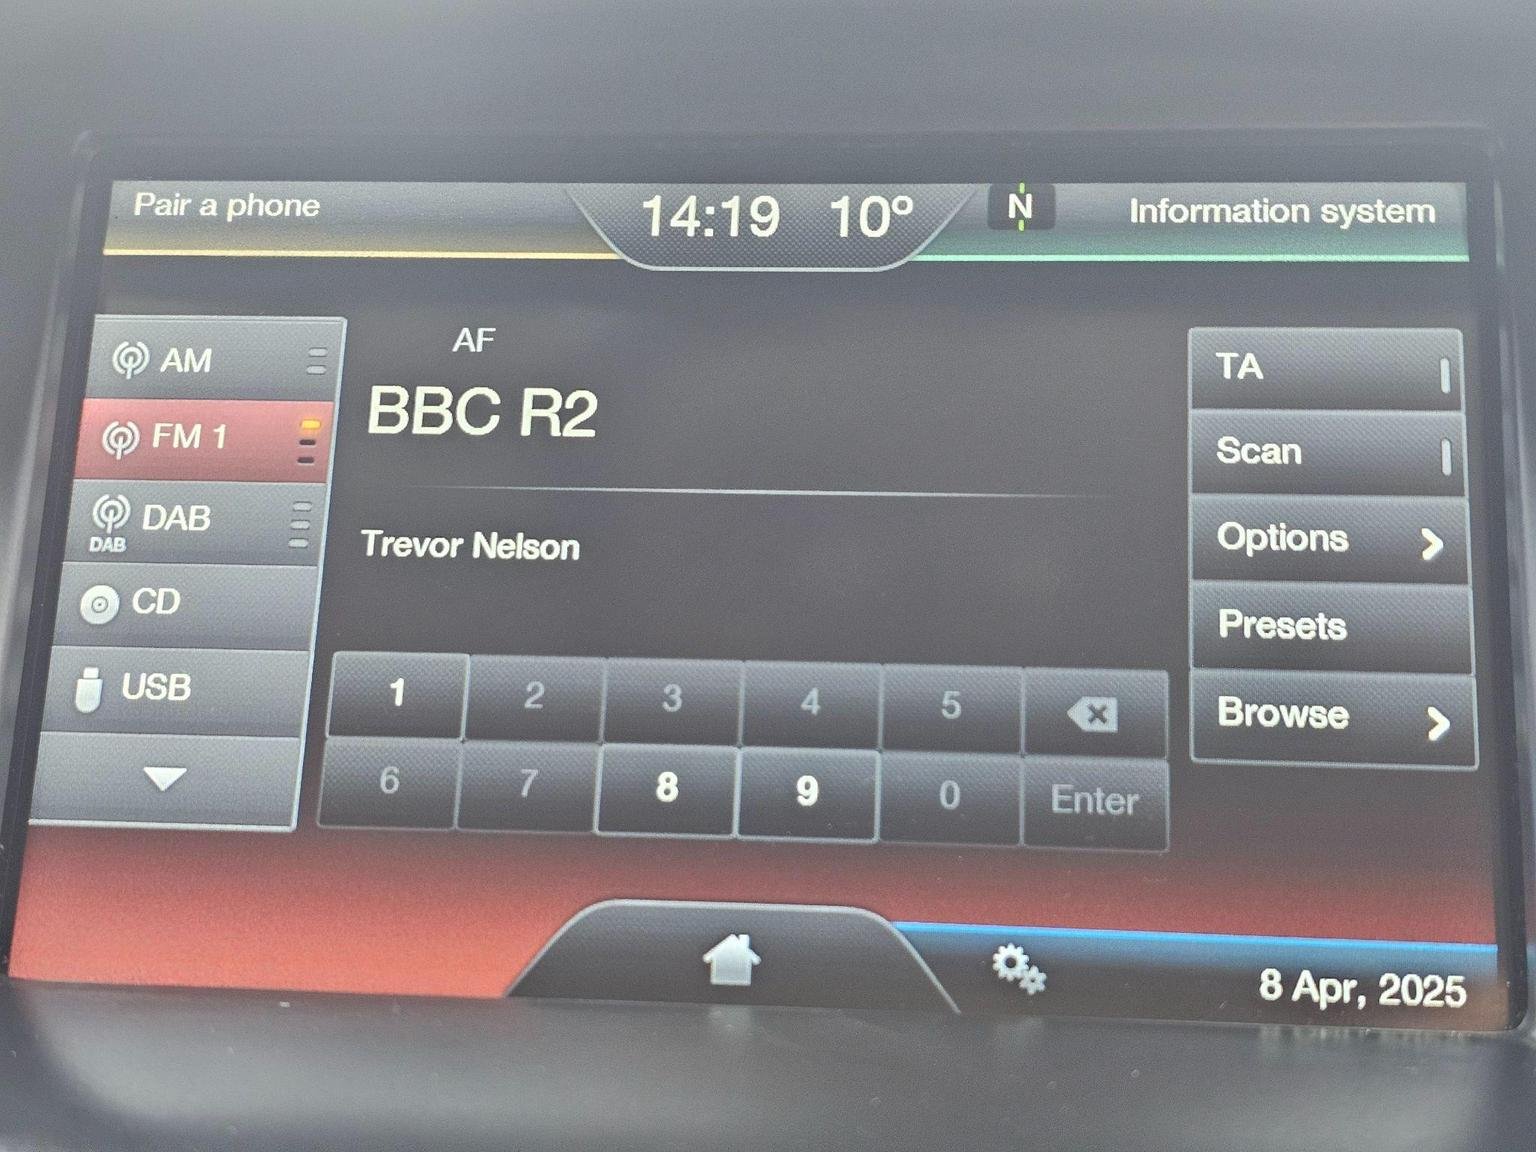 Pair a phone
14:19 10º
N
Information system
AM
FM 1
DAB
DAB
CD
USB
AF
BBC R2
Trevor Nelson
1 2 3 4 5
6 7 8 9 0 Enter
TA
Scan
Options
Presets
Browse
8 Apr, 2025